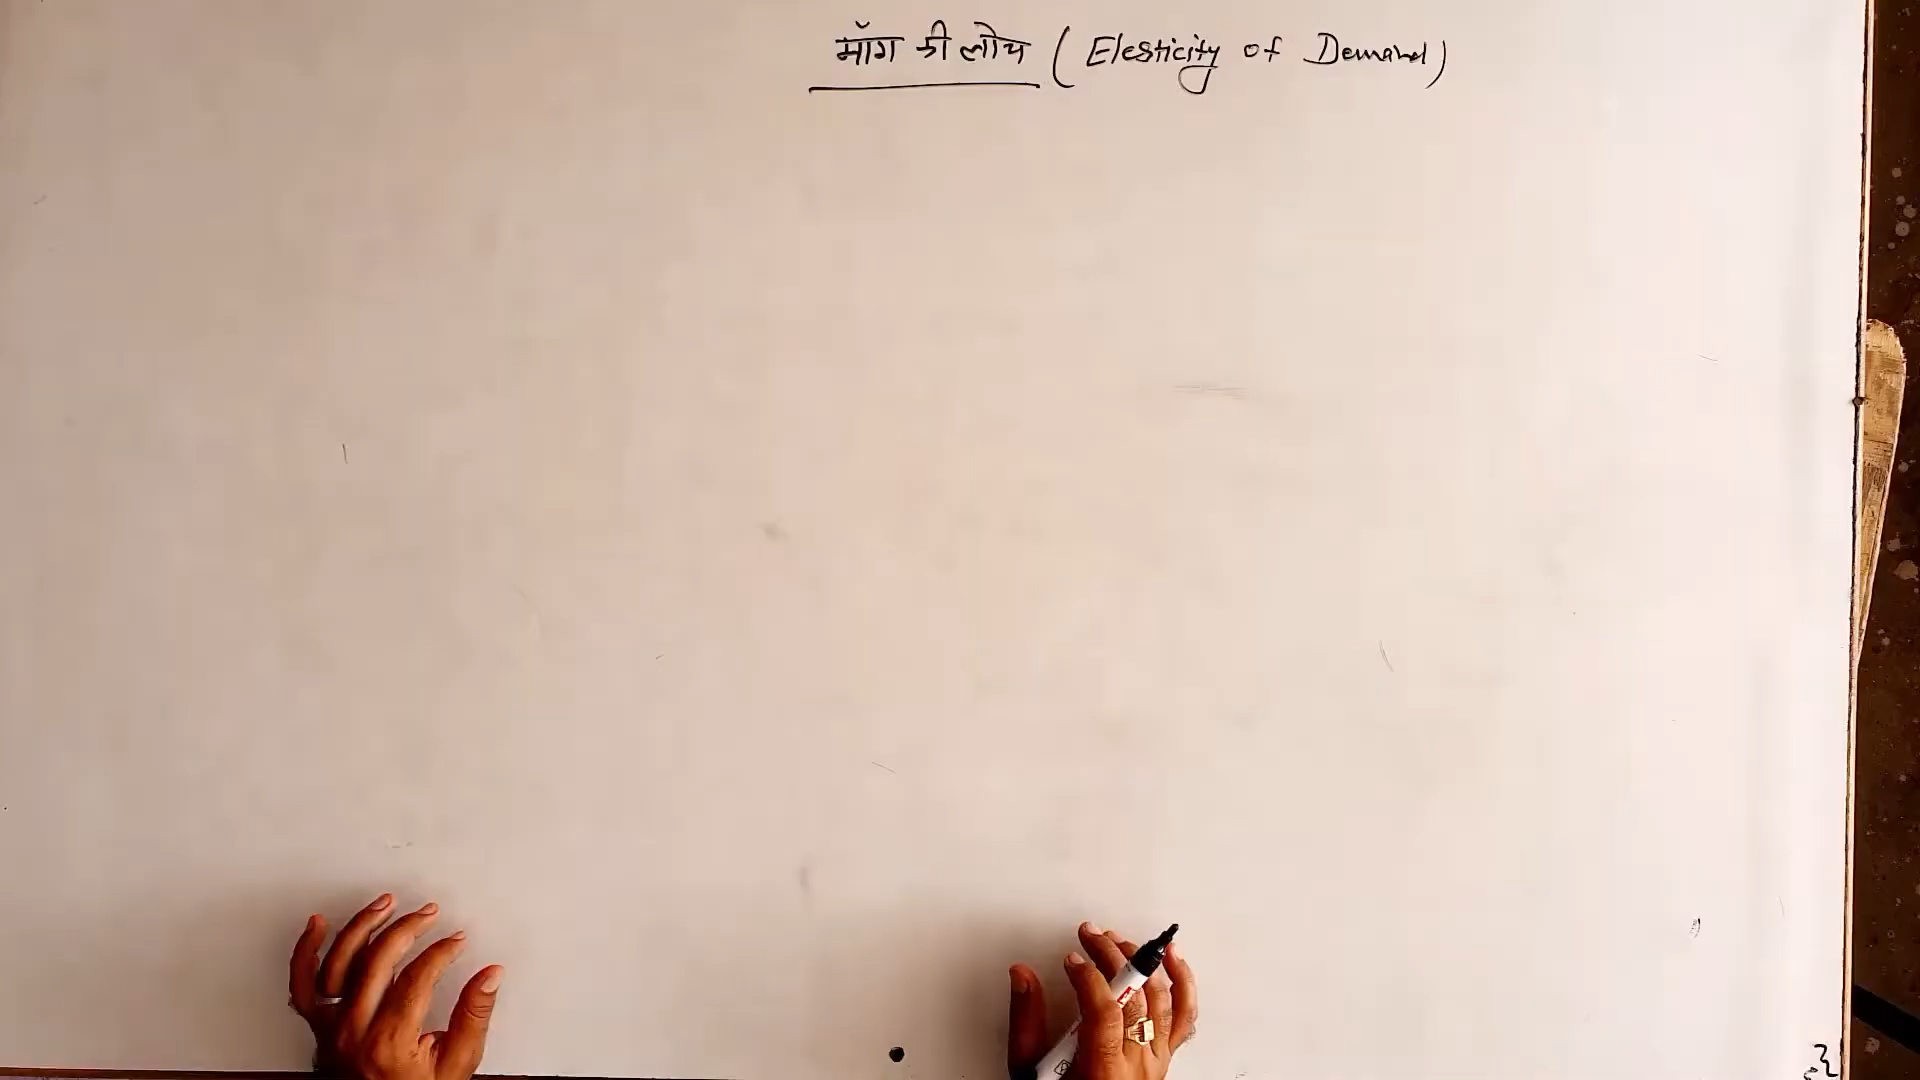 माँग की लोच ( Elesticity of Demand )